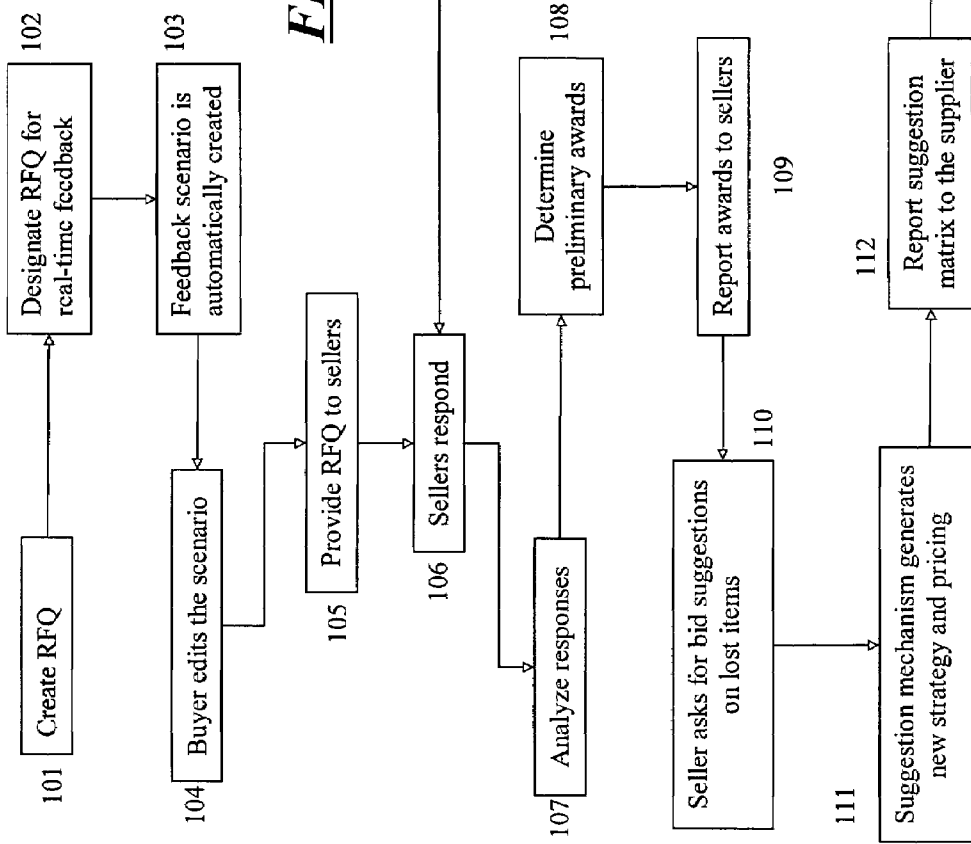 101
Create RFQ
102
Designate RFQ for
real-time feedback
103
Feedback scenario is
automatically created
104
Buyer edits the scenario
105
Provide RFQ to sellers
106
Sellers respond
107
Analyze responses
108
Determine
preliminary awards
109
Report awards to sellers
110
Seller asks for bid suggestions
on lost items
111
Suggestion mechanism generates
new strategy and pricing
112
Report suggestion
matrix to the supplier